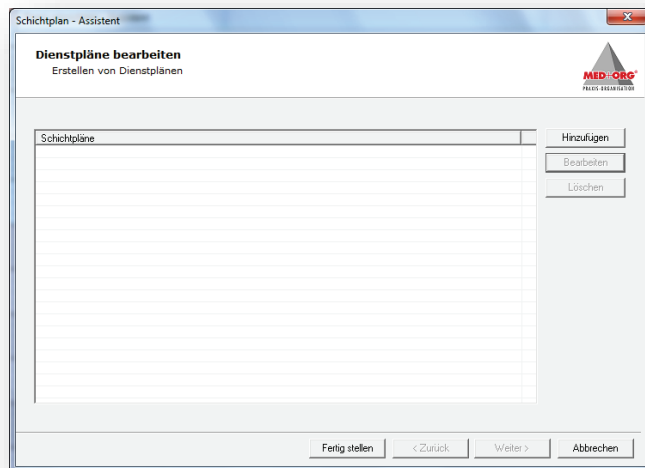 Schichtplan - Assistent
Dienstpläne bearbeiten
Erstellen von Dienstplänen
MED+ORG®
PRAXIS-ORGANISATION
Schichtpläne
Hinzufügen
Bearbeiten
Löschen
Fertig stellen
< Zurück
Weiter >
Abbrechen